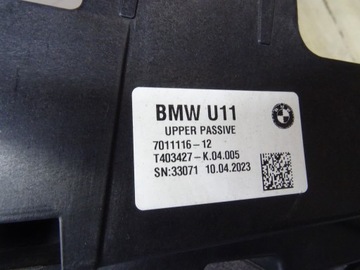 BMW U11
UPPER PASSIVE
7011116-12
T403427-K.04.005
SN:33071 10.04.2023